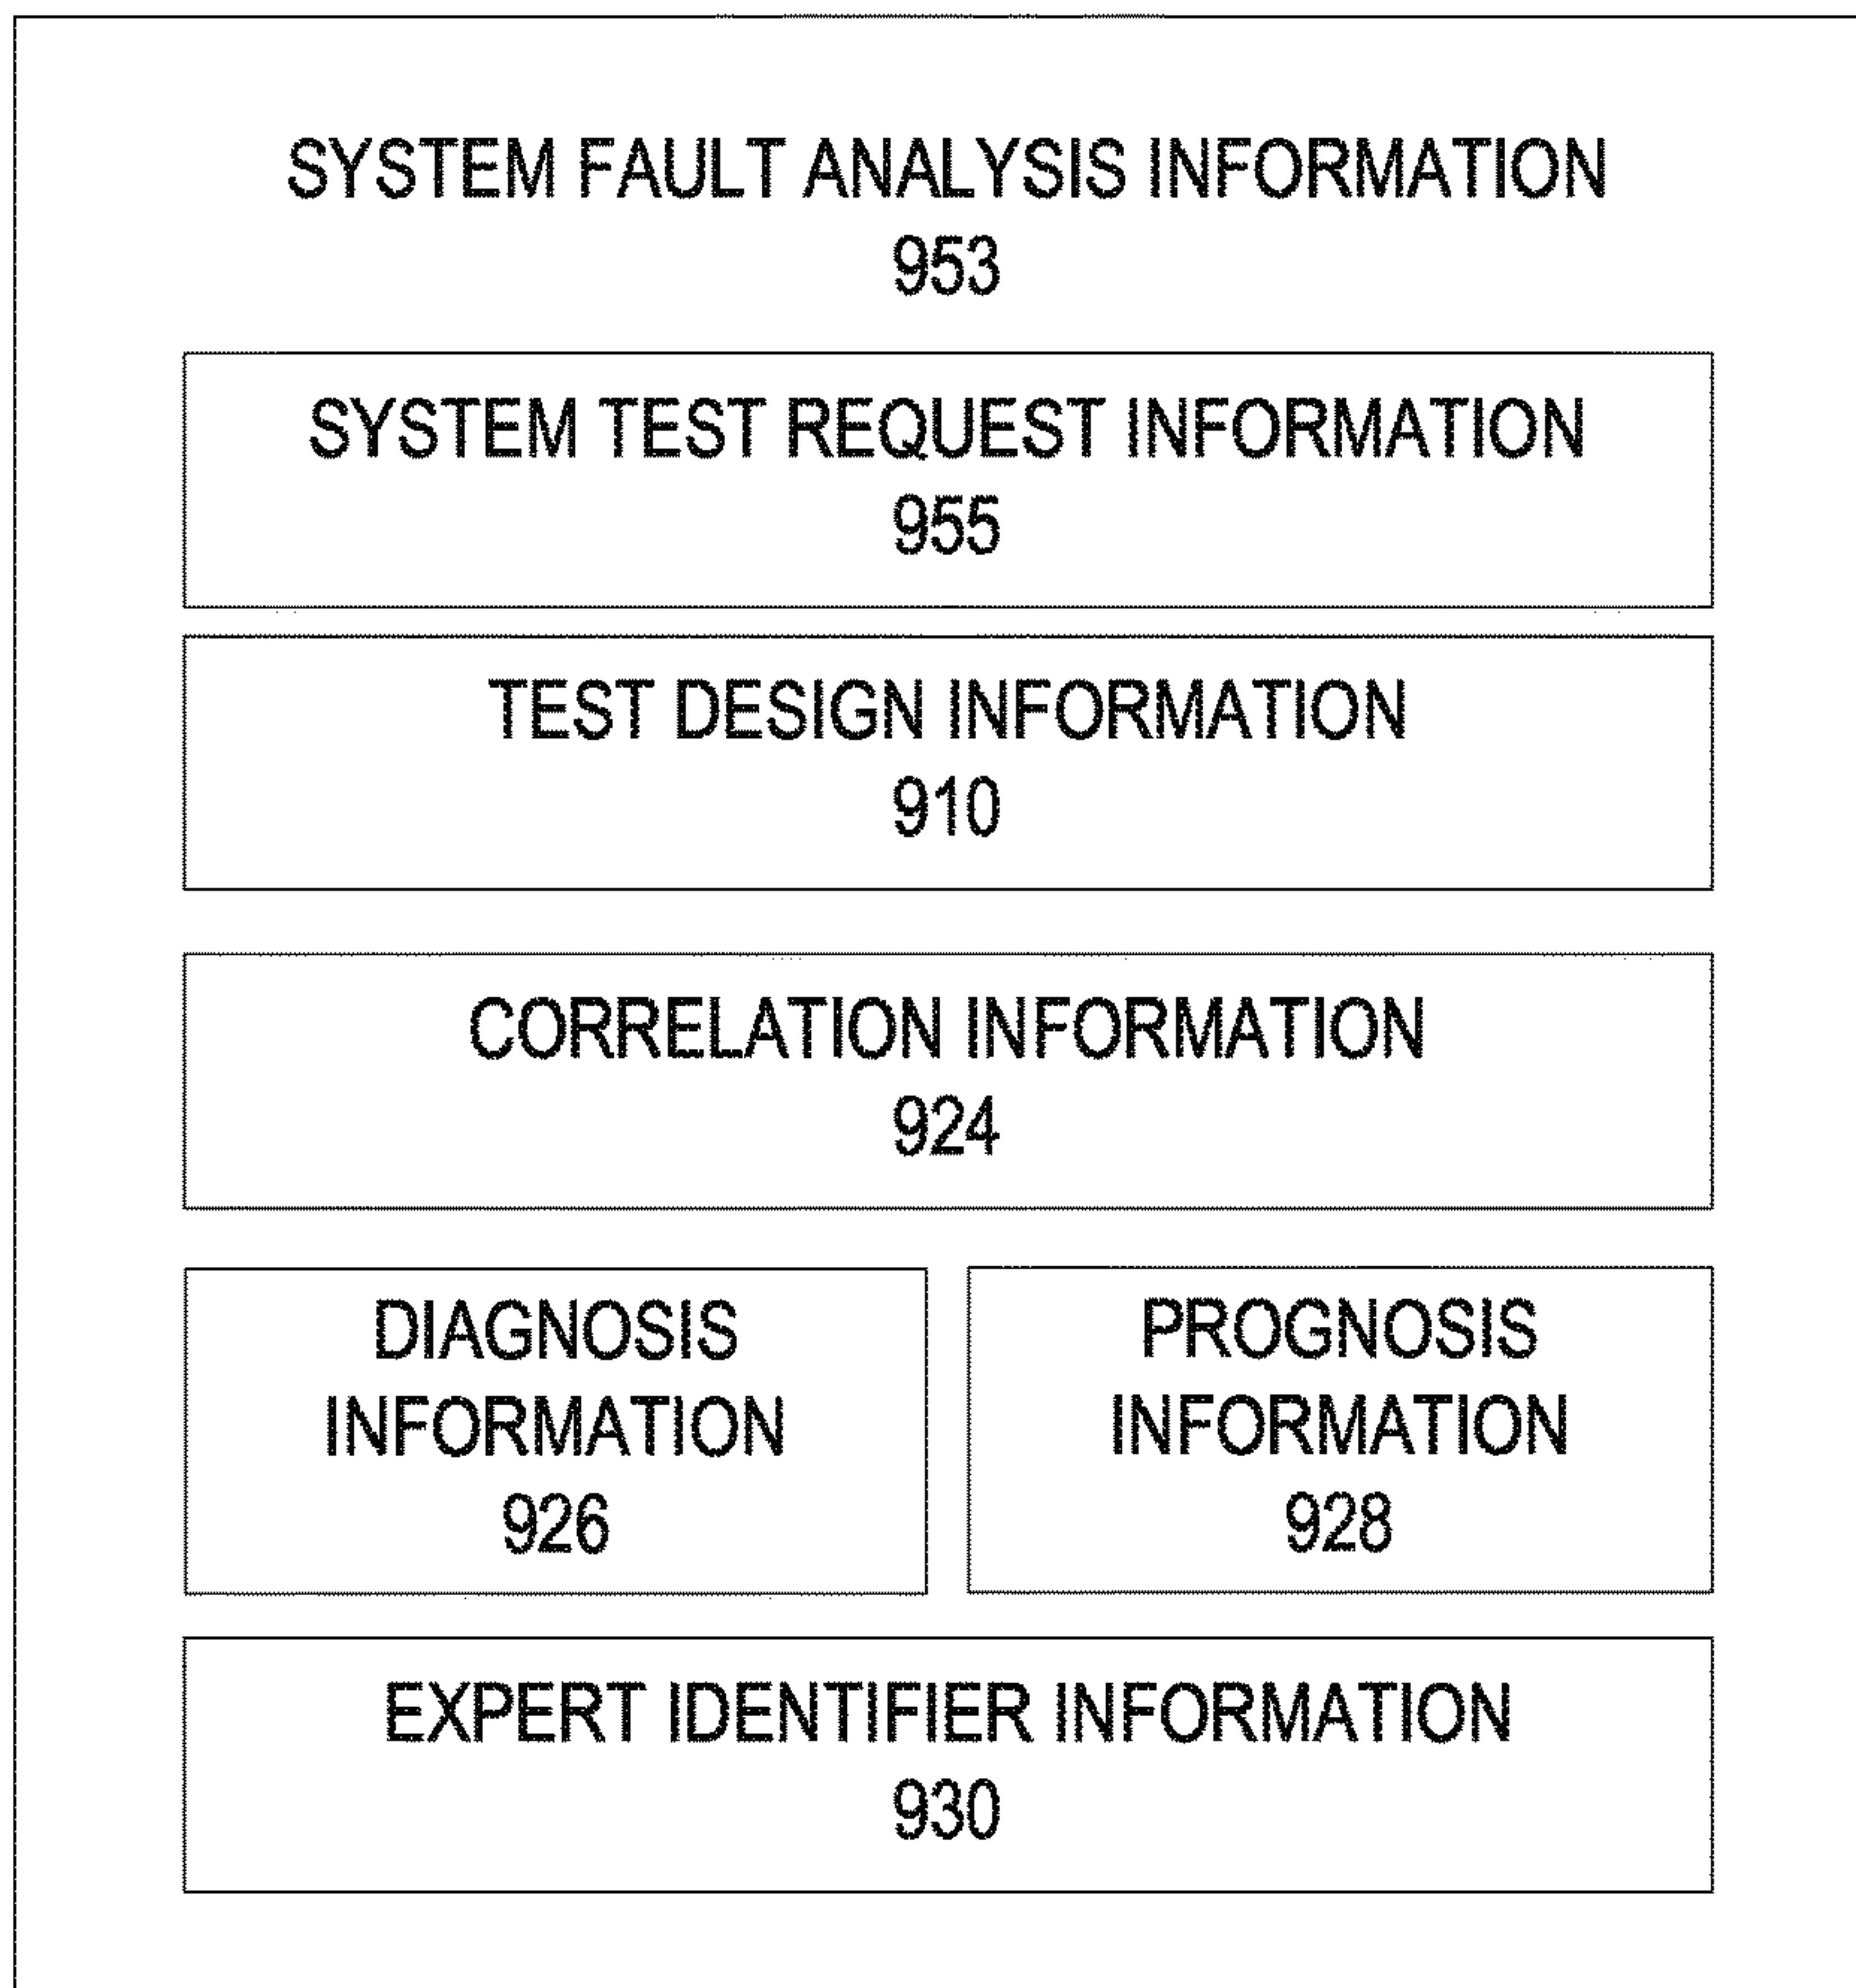 SYSTEM FAULT ANALYSIS INFORMATION
953
SYSTEM TEST REQUEST INFORMATION
955
TEST DESIGN INFORMATION
910
CORRELATION INFORMATION
924
DIAGNOSIS
INFORMATION
926
PROGNOSIS
INFORMATION
928
EXPERT IDENTIFIER INFORMATION
930